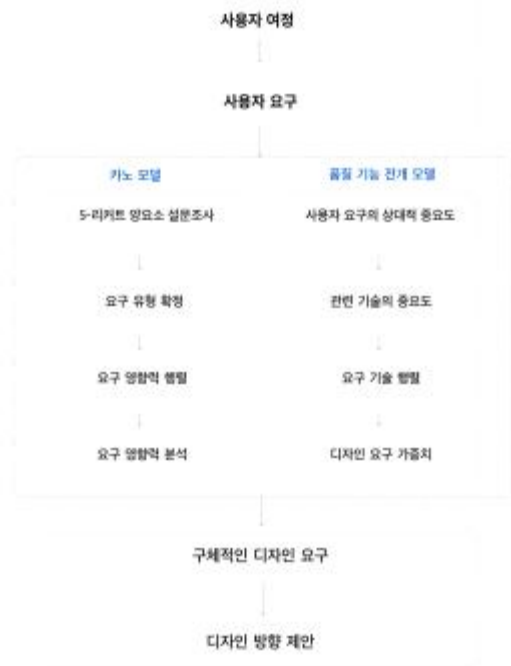 사용자 여정
사용자 요구
카노 모델
5-리커트 양요소 설문조사
요구 유형 확정
요구 영향력 행렬
요구 영향력 분석
품질 기능 전개 모델
사용자 요구의 상대적 중요도
관련 기술의 중요도
요구 기술 행렬
디자인 요구 가중치
구체적인 디자인 요구
디자인 방향 제안